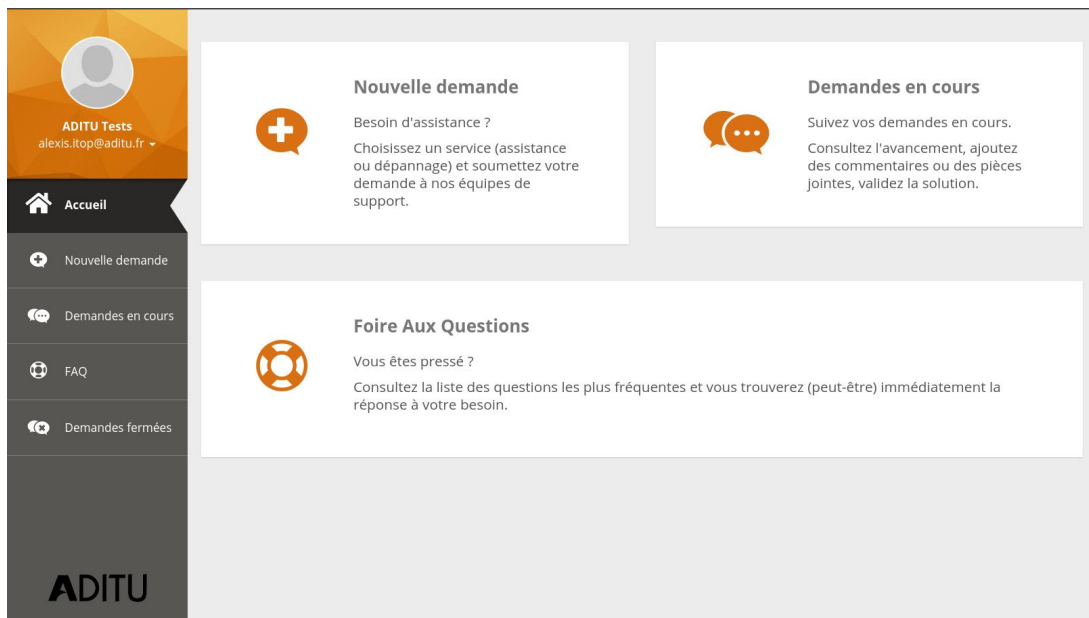 ADITU Tests
alexis.itop@aditu.fr
Accueil
Nouvelle demande
Demandes en cours
FAQ
Demandes fermées
ADITU
Nouvelle demande
Besoin d'assistance ?
Choisissez un service (assistance
ou dépannage) et soumettez votre
demande à nos équipes de
support.
Demandes en cours
Suivez vos demandes en cours.
Consultez l'avancement, ajoutez
des commentaires ou des pièces
jointes, validez la solution.
Foire Aux Questions
Vous êtes pressé ?
Consultez la liste des questions les plus fréquentes et vous trouverez (peut-être) immédiatement la
réponse à votre besoin.